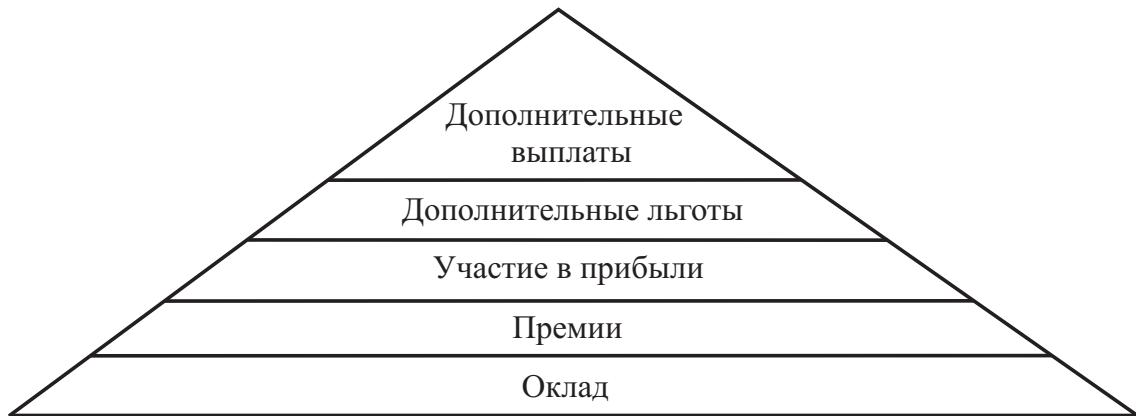 Дополнительные
выплаты
Дополнительные льготы
Участие в прибыли
Премии
Оклад